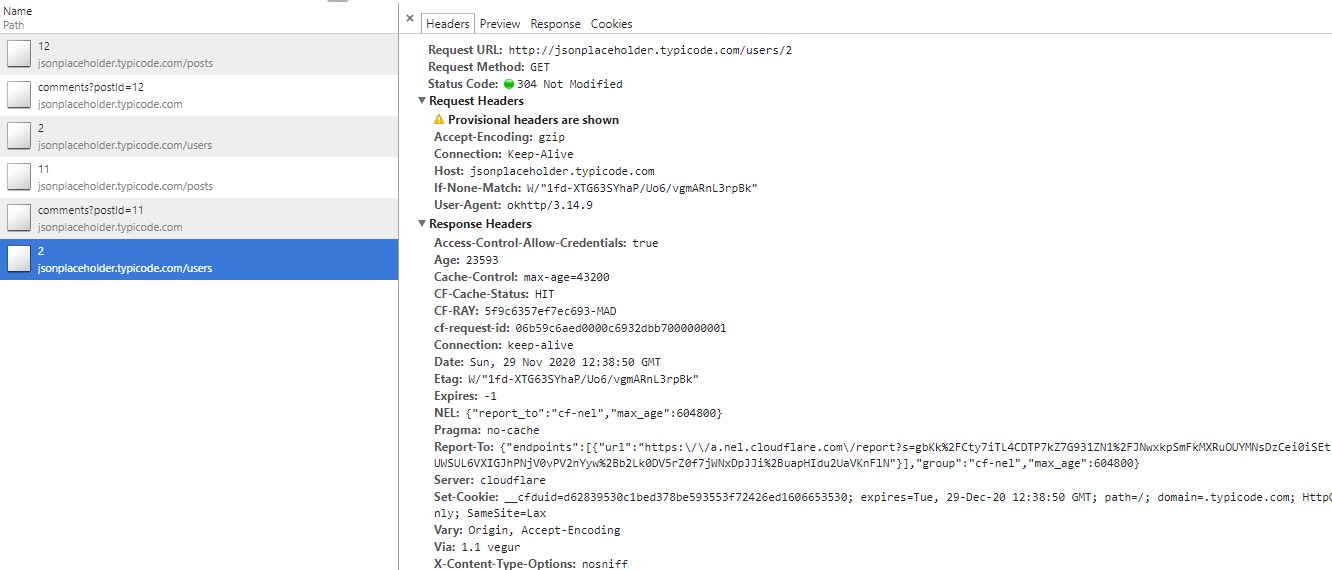 Name
Path
12
jsonplaceholder.typicode.com/posts
comments?postId=12
jsonplaceholder.typicode.com
2
jsonplaceholder.typicode.com/users
11
jsonplaceholder.typicode.com/posts
comments?postId=11
jsonplaceholder.typicode.com
2
jsonplaceholder.typicode.com/users
× Headers Preview Response Cookies
Request URL: http://jsonplaceholder.typicode.com/users/2
Request Method: GET
Status Code: 304 Not Modified
▼ Request Headers
Provisional headers are shown
Accept-Encoding: gzip
Connection: Keep-Alive
Host: jsonplaceholder.typicode.com
If-None-Match: W/"1fd-XTG63SYhaP/Uo6/vgmARnL3rpBk"
User-Agent: okhttp/3.14.9
▼ Response Headers
Access-Control-Allow-Credentials: true
Age: 23593
Cache-Control: max-age=43200
CF-Cache-Status: HIT
CF-RAY: 5f9c6357ef7ec693-MAD
cf-request-id: 06b59c6aed0000c6932dbb7000000001
Connection: keep-alive
Date: Sun, 29 Nov 2020 12:38:50 GMT
Etag: W/"1fd-XTG63SYhaP/Uo6/vgmARnL3rpBk"
Expires: -1
NEL: {"report_to":"cf-nel","max_age":604800}
Pragma: no-cache
Report-To: {"endpoints":[{"url":"https:\/\/a.nel.cloudflare.com\/report?s=gbKk%2FCty7iTL4CDTP7kZ7G931ZN1%2FJNwxkpSmFkMXRuOUYMNsDzCei0iSEt
UWSUL6VXIGJhPNjV0vPV2nYyw%2Bb2Lk0DV5rZ0f7jWNxDpJJi%2BuapHIdu2UaVKnFlN"}],"group":"cf-nel","max_age":604800}
Server: cloudflare
Set-Cookie: __cfduid=d62839530c1bed378be593553f72426ed1606653530; expires=Tue, 29-Dec-20 12:38:50 GMT; path=/; domain=.typicode.com; HttpO
nly; SameSite=Lax
Vary: Origin, Accept-Encoding
Via: 1.1 vegur
X-Content-Type-Options: nosniff